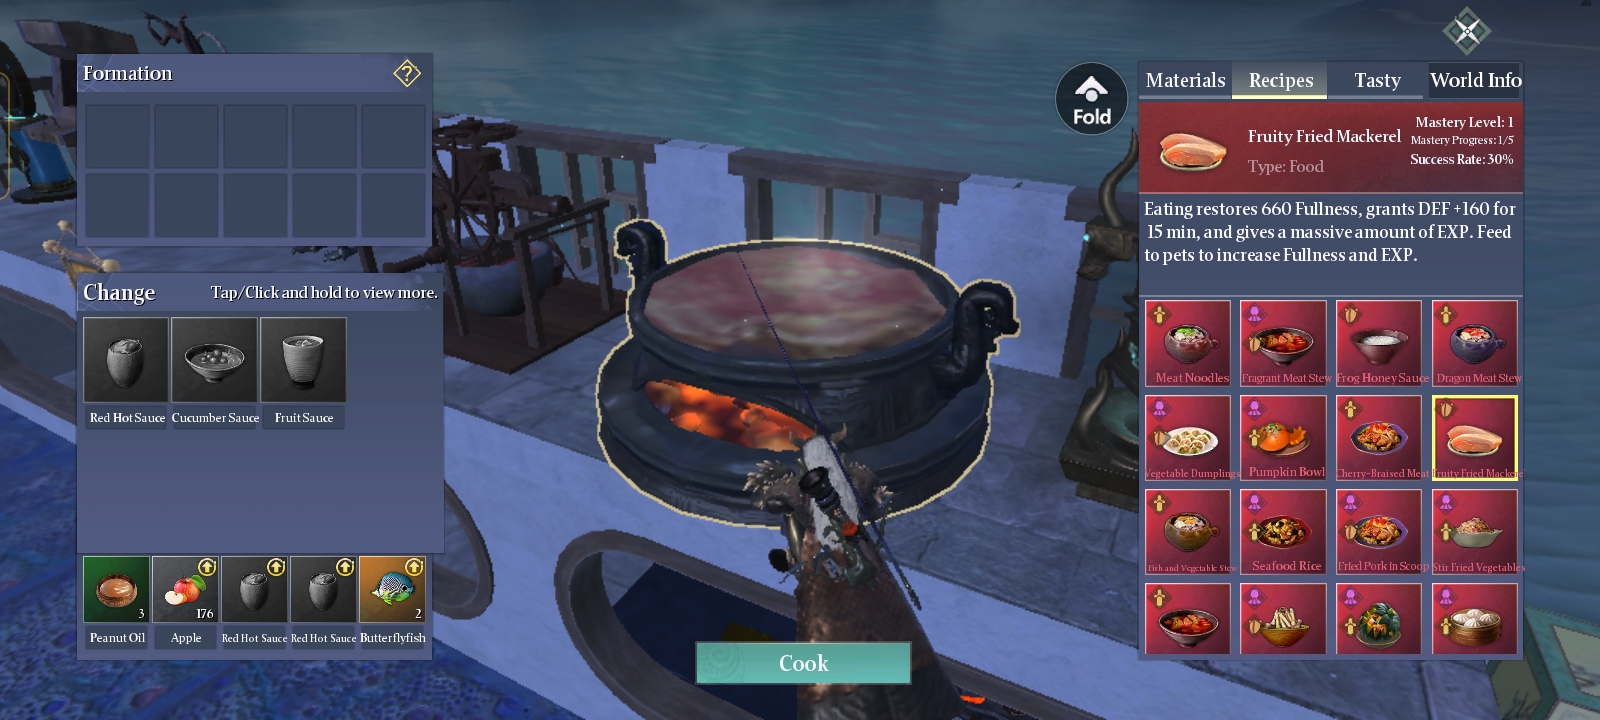 Formation
?
Change
Tap/Click and hold to view more.
Red Hot Sauce
Cucumber Sauce
Fruit Sauce
3
176
2
Peanut Oil
Apple
Red Hot Sauce
Red Hot Sauce
Butterflyfish
Cook
Fold
Materials
Recipes
Tasty
World Info
Fruity Fried Mackerel
Type: Food
Mastery Level: 1
Mastery Progress: 1/5
Success Rate: 30%
Eating restores 660 Fullness, grants DEF +160 for
15 min, and gives a massive amount of EXP. Feed
to pets to increase Fullness and EXP.
Meat Noodles
Fragrant Meat Stew
Frog Honey Sauce
Dragon Meat Stew
Vegetable Dumplings
Pumpkin Bowl
Cherry-Braised Meat
Fruity Fried Mackerel
Fish and Vegetable Stew
Seafood Rice
Fried Pork in Scoop
Stir Fried Vegetables